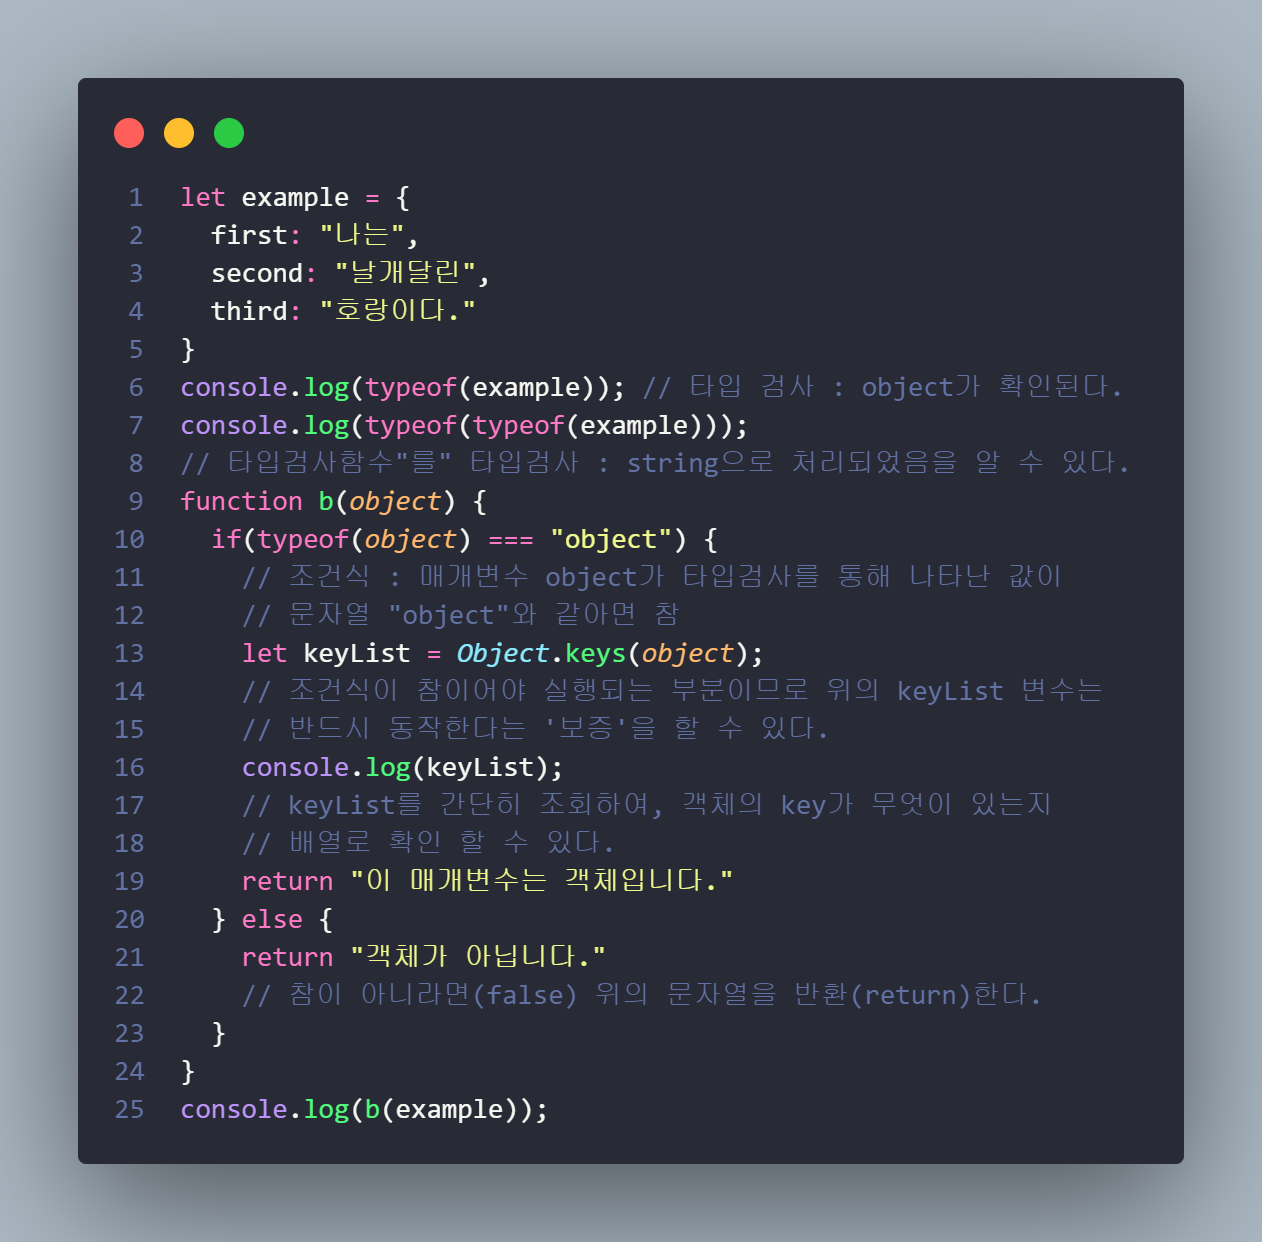 1 let example = {
2   first: "나는",
3   second: "날개달린",
4   third: "호랑이다."
5 }
6 console.log(typeof(example)); // 타입 검사 : object가 확인된다.
7 console.log(typeof(typeof(example)));
8 // 타입검사함수"를" 타입검사 : string으로 처리되었음을 알 수 있다.
9 function b(object) {
10   if(typeof(object) === "object") {
11     // 조건식 : 매개변수 object가 타입검사를 통해 나타난 값이
12     // 문자열 "object"와 같아면 참
13     let keyList = Object.keys(object);
14     // 조건식이 참이어야 실행되는 부분이므로 위의 keyList 변수는
15     // 반드시 동작한다는 '보증'을 할 수 있다.
16     console.log(keyList);
17     // keyList를 간단히 조회하여, 객체의 key가 무엇이 있는지
18     // 배열로 확인 할 수 있다.
19     return "이 매개변수는 객체입니다."
20   } else {
21     return "객체가 아닙니다."
22     // 참이 아니라면(false) 위의 문자열을 반환(return)한다.
23   }
24 }
25 console.log(b(example));